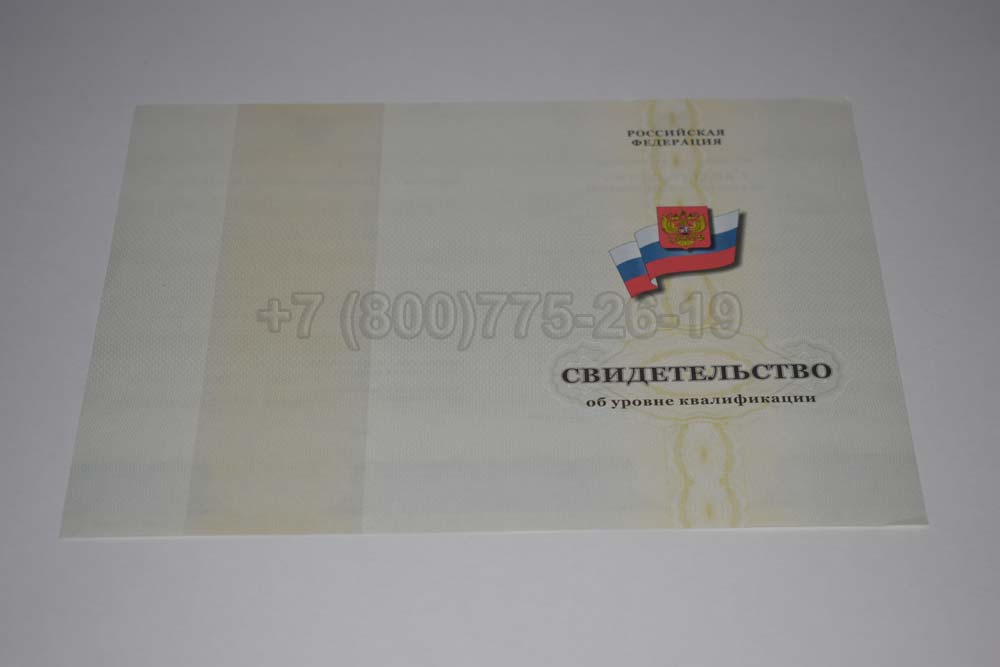 РОССИЙСКАЯ
ФЕДЕРАЦИЯ
+7 (800)775-26-19
СВИДЕТЕЛЬСТВО
об уровне квалификации